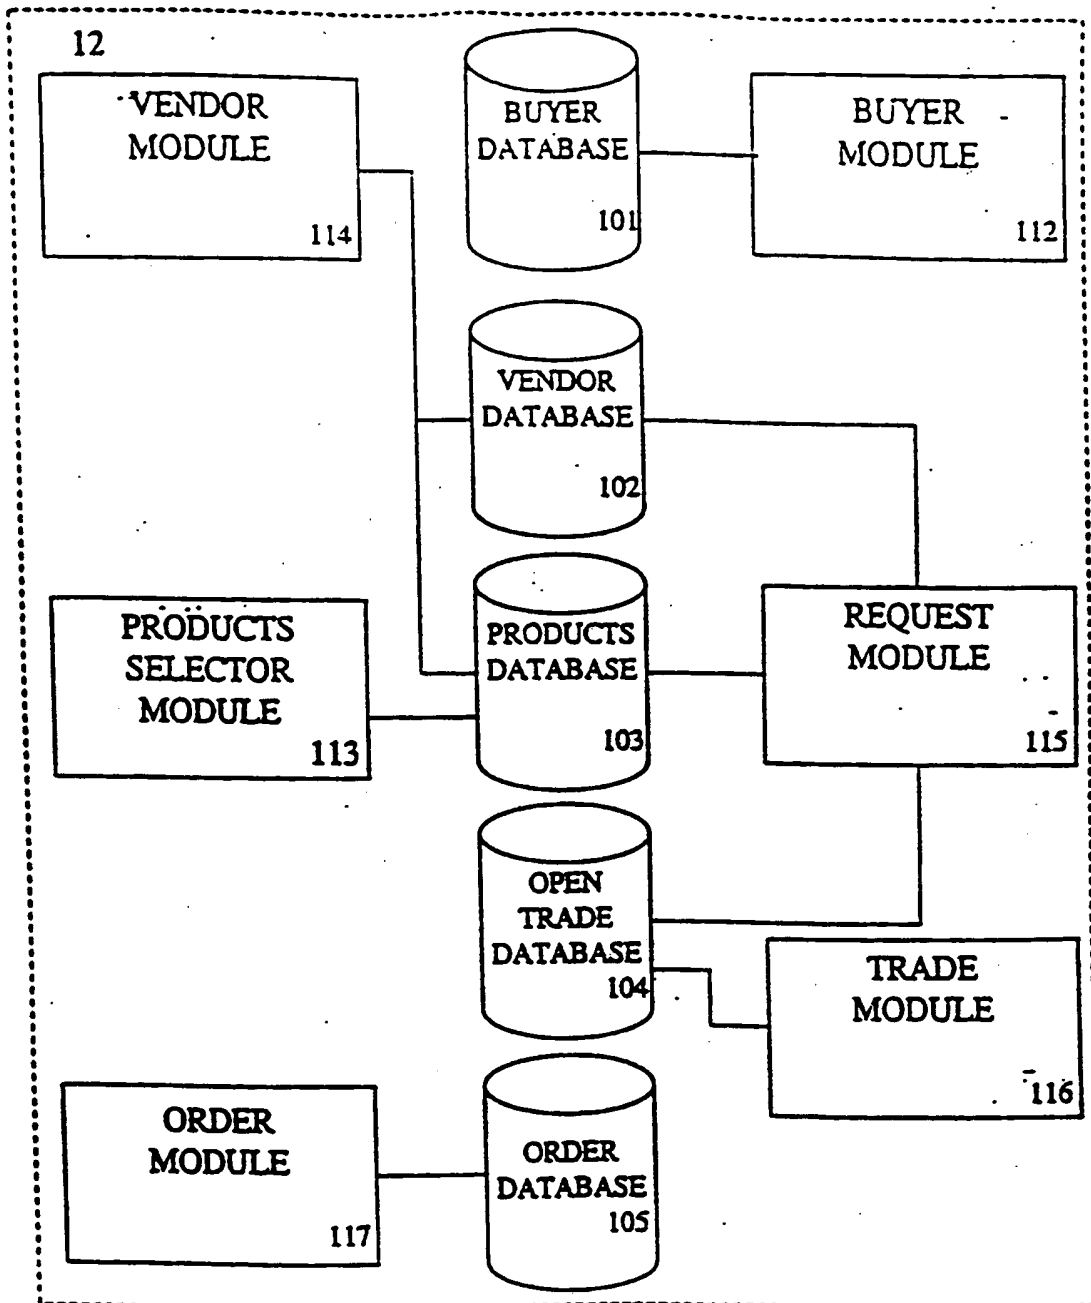 12
VENDOR
MODULE
114
BUYER
DATABASE
101
BUYER
MODULE
112
VENDOR
DATABASE
102
PRODUCTS
SELECTOR
MODULE
113
PRODUCTS
DATABASE
103
REQUEST
MODULE
115
OPEN
TRADE
DATABASE
104
TRADE
MODULE
116
ORDER
MODULE
117
ORDER
DATABASE
105